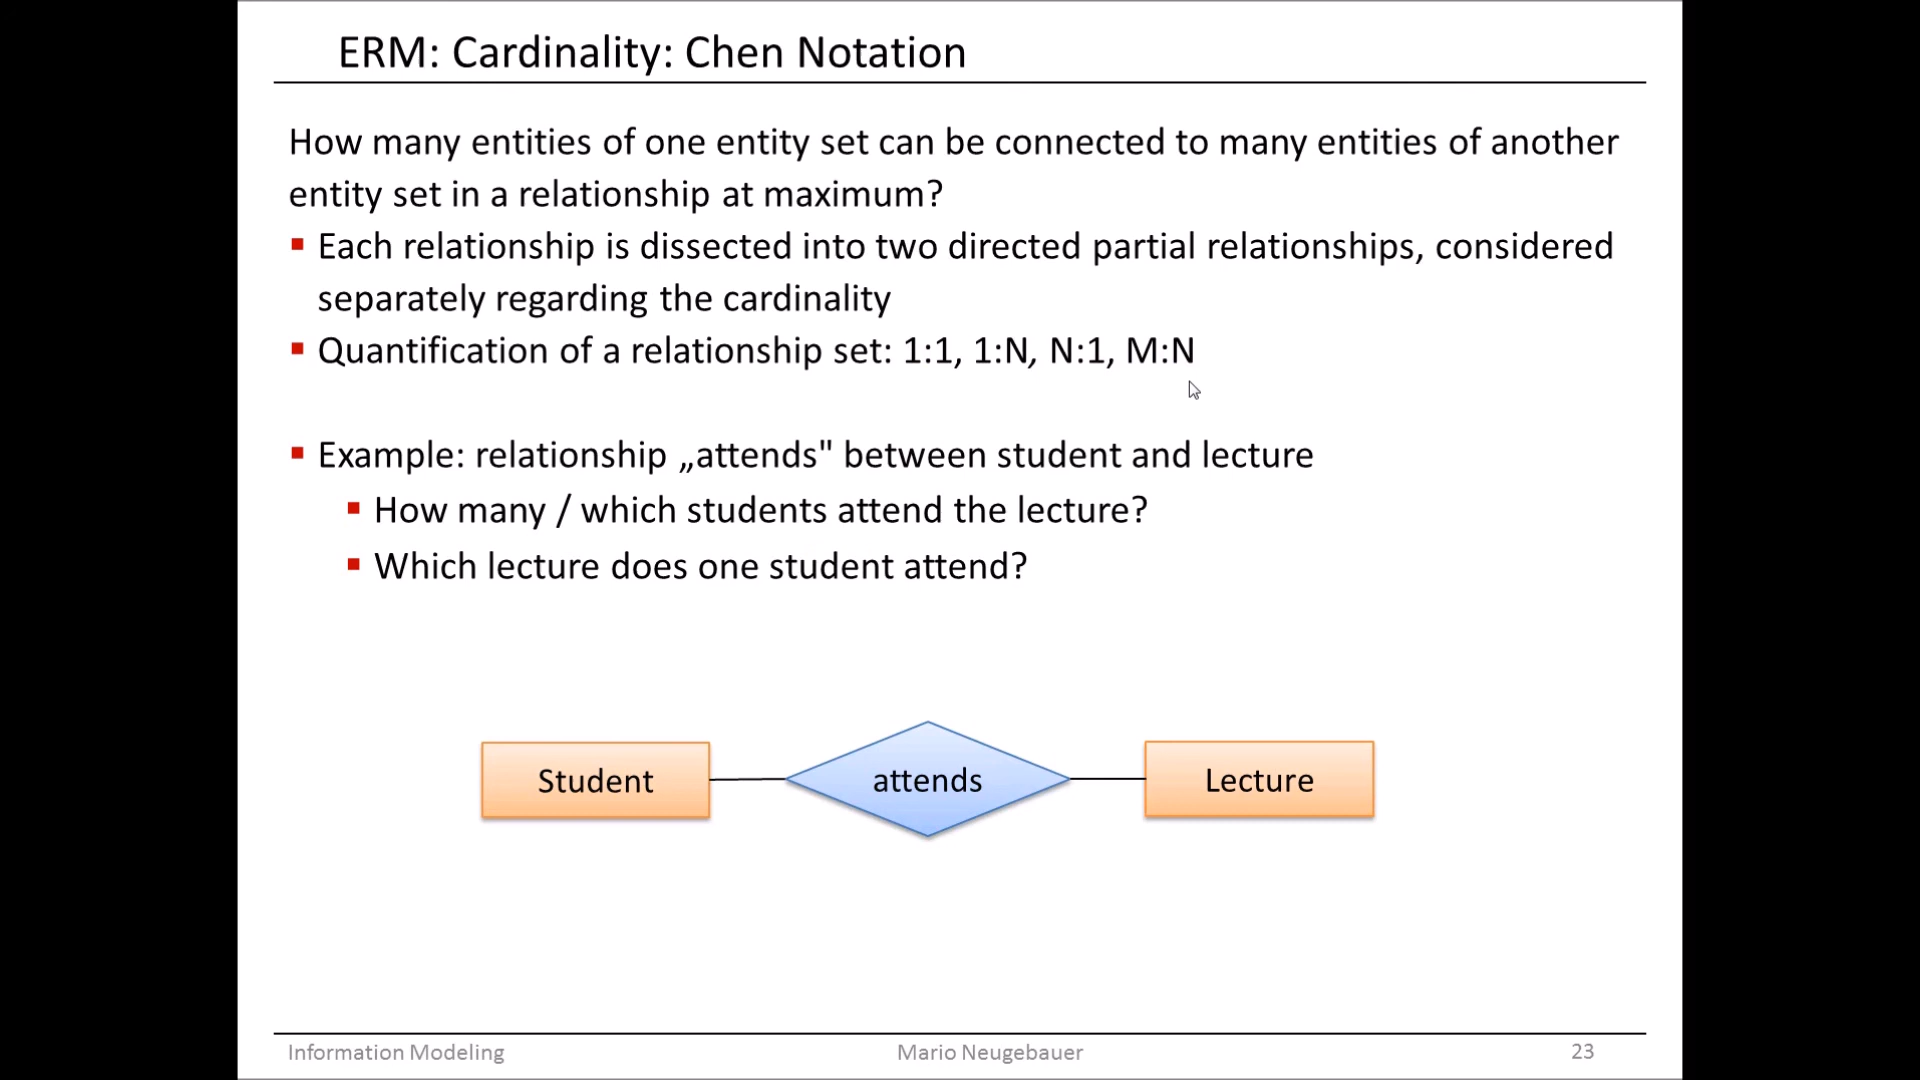 ERM: Cardinality: Chen Notation
How many entities of one entity set can be connected to many entities of another
entity set in a relationship at maximum?
Each relationship is dissected into two directed partial relationships, considered
separately regarding the cardinality
Quantification of a relationship set: 1:1, 1:N, N:1, M:N
Example: relationship „attends" between student and lecture
How many / which students attend the lecture?
Which lecture does one student attend?
Student
attends
Lecture
Information Modeling
Mario Neugebauer
23